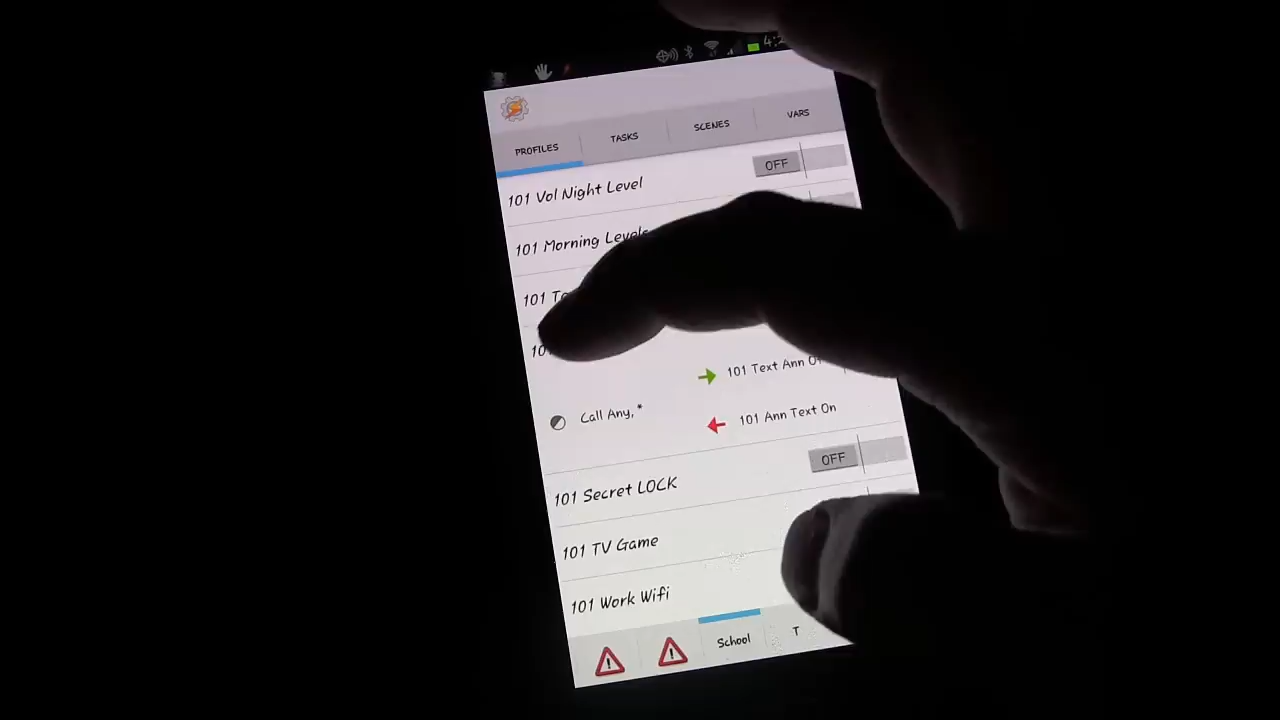 PROFILES TASKS SCENES VARS
101 Vol Night Level OFF
101 Morning Levels
101
101 Text Ann
Call Any,*
101 Ann Text On
101 Secret LOCK OFF
101 TV Game
101 Work Wifi
School T